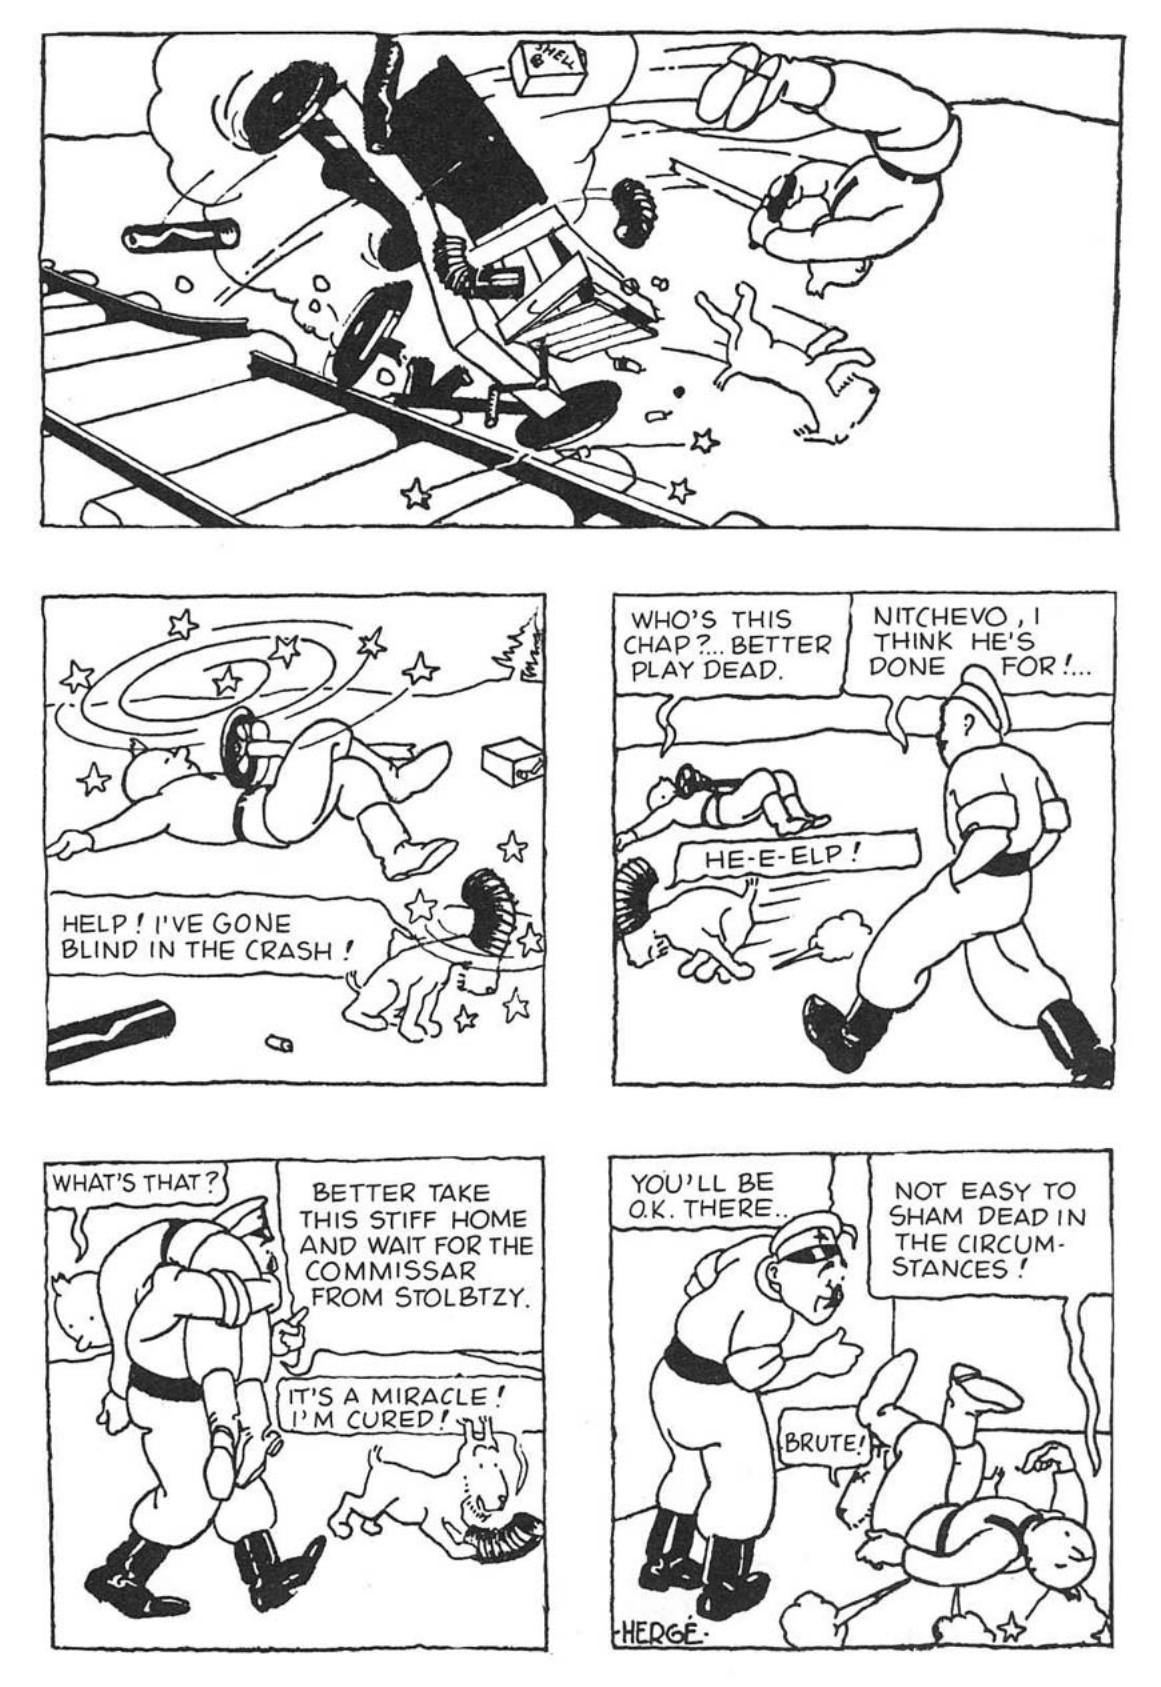 SHELL
HELP! I'VE GONE
BLIND IN THE CRASH!
WHO'S THIS
CHAP?... BETTER
PLAY DEAD.
NITCHEVO, I
THINK HE'S
DONE FOR!...
HE-E-ELP!
WHAT'S THAT?
BETTER TAKE
THIS STIFF HOME
AND WAIT FOR THE
COMMISSAR
FROM STOLBTZY.
IT'S A MIRACLE!
I'M CURED!
YOU'LL BE
O.K. THERE..
NOT EASY TO
SHAM DEAD IN
THE CIRCUM-
STANCES!
BRUTE!
-HERGÉ-